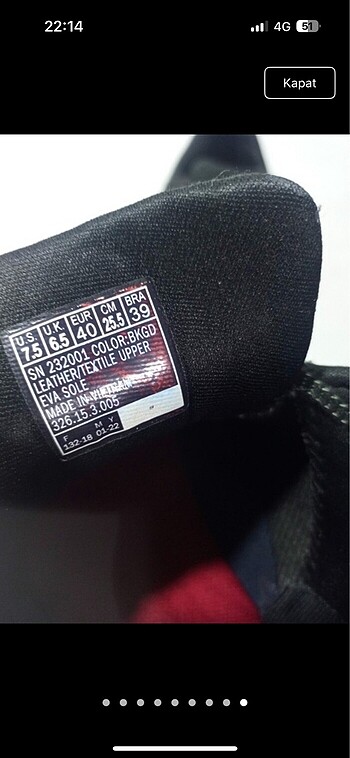 22:14
4G
51
Kapat
U.S. U.K. EUR CM BRA
7.5 6.5 40 25.5 39
SN 232001 COLOR:BKGD
LEATHER/TEXTILE UPPER
EVA SOLE
MADE IN VIETNAM
326.15.3.005
F M Y
132-18 01-22